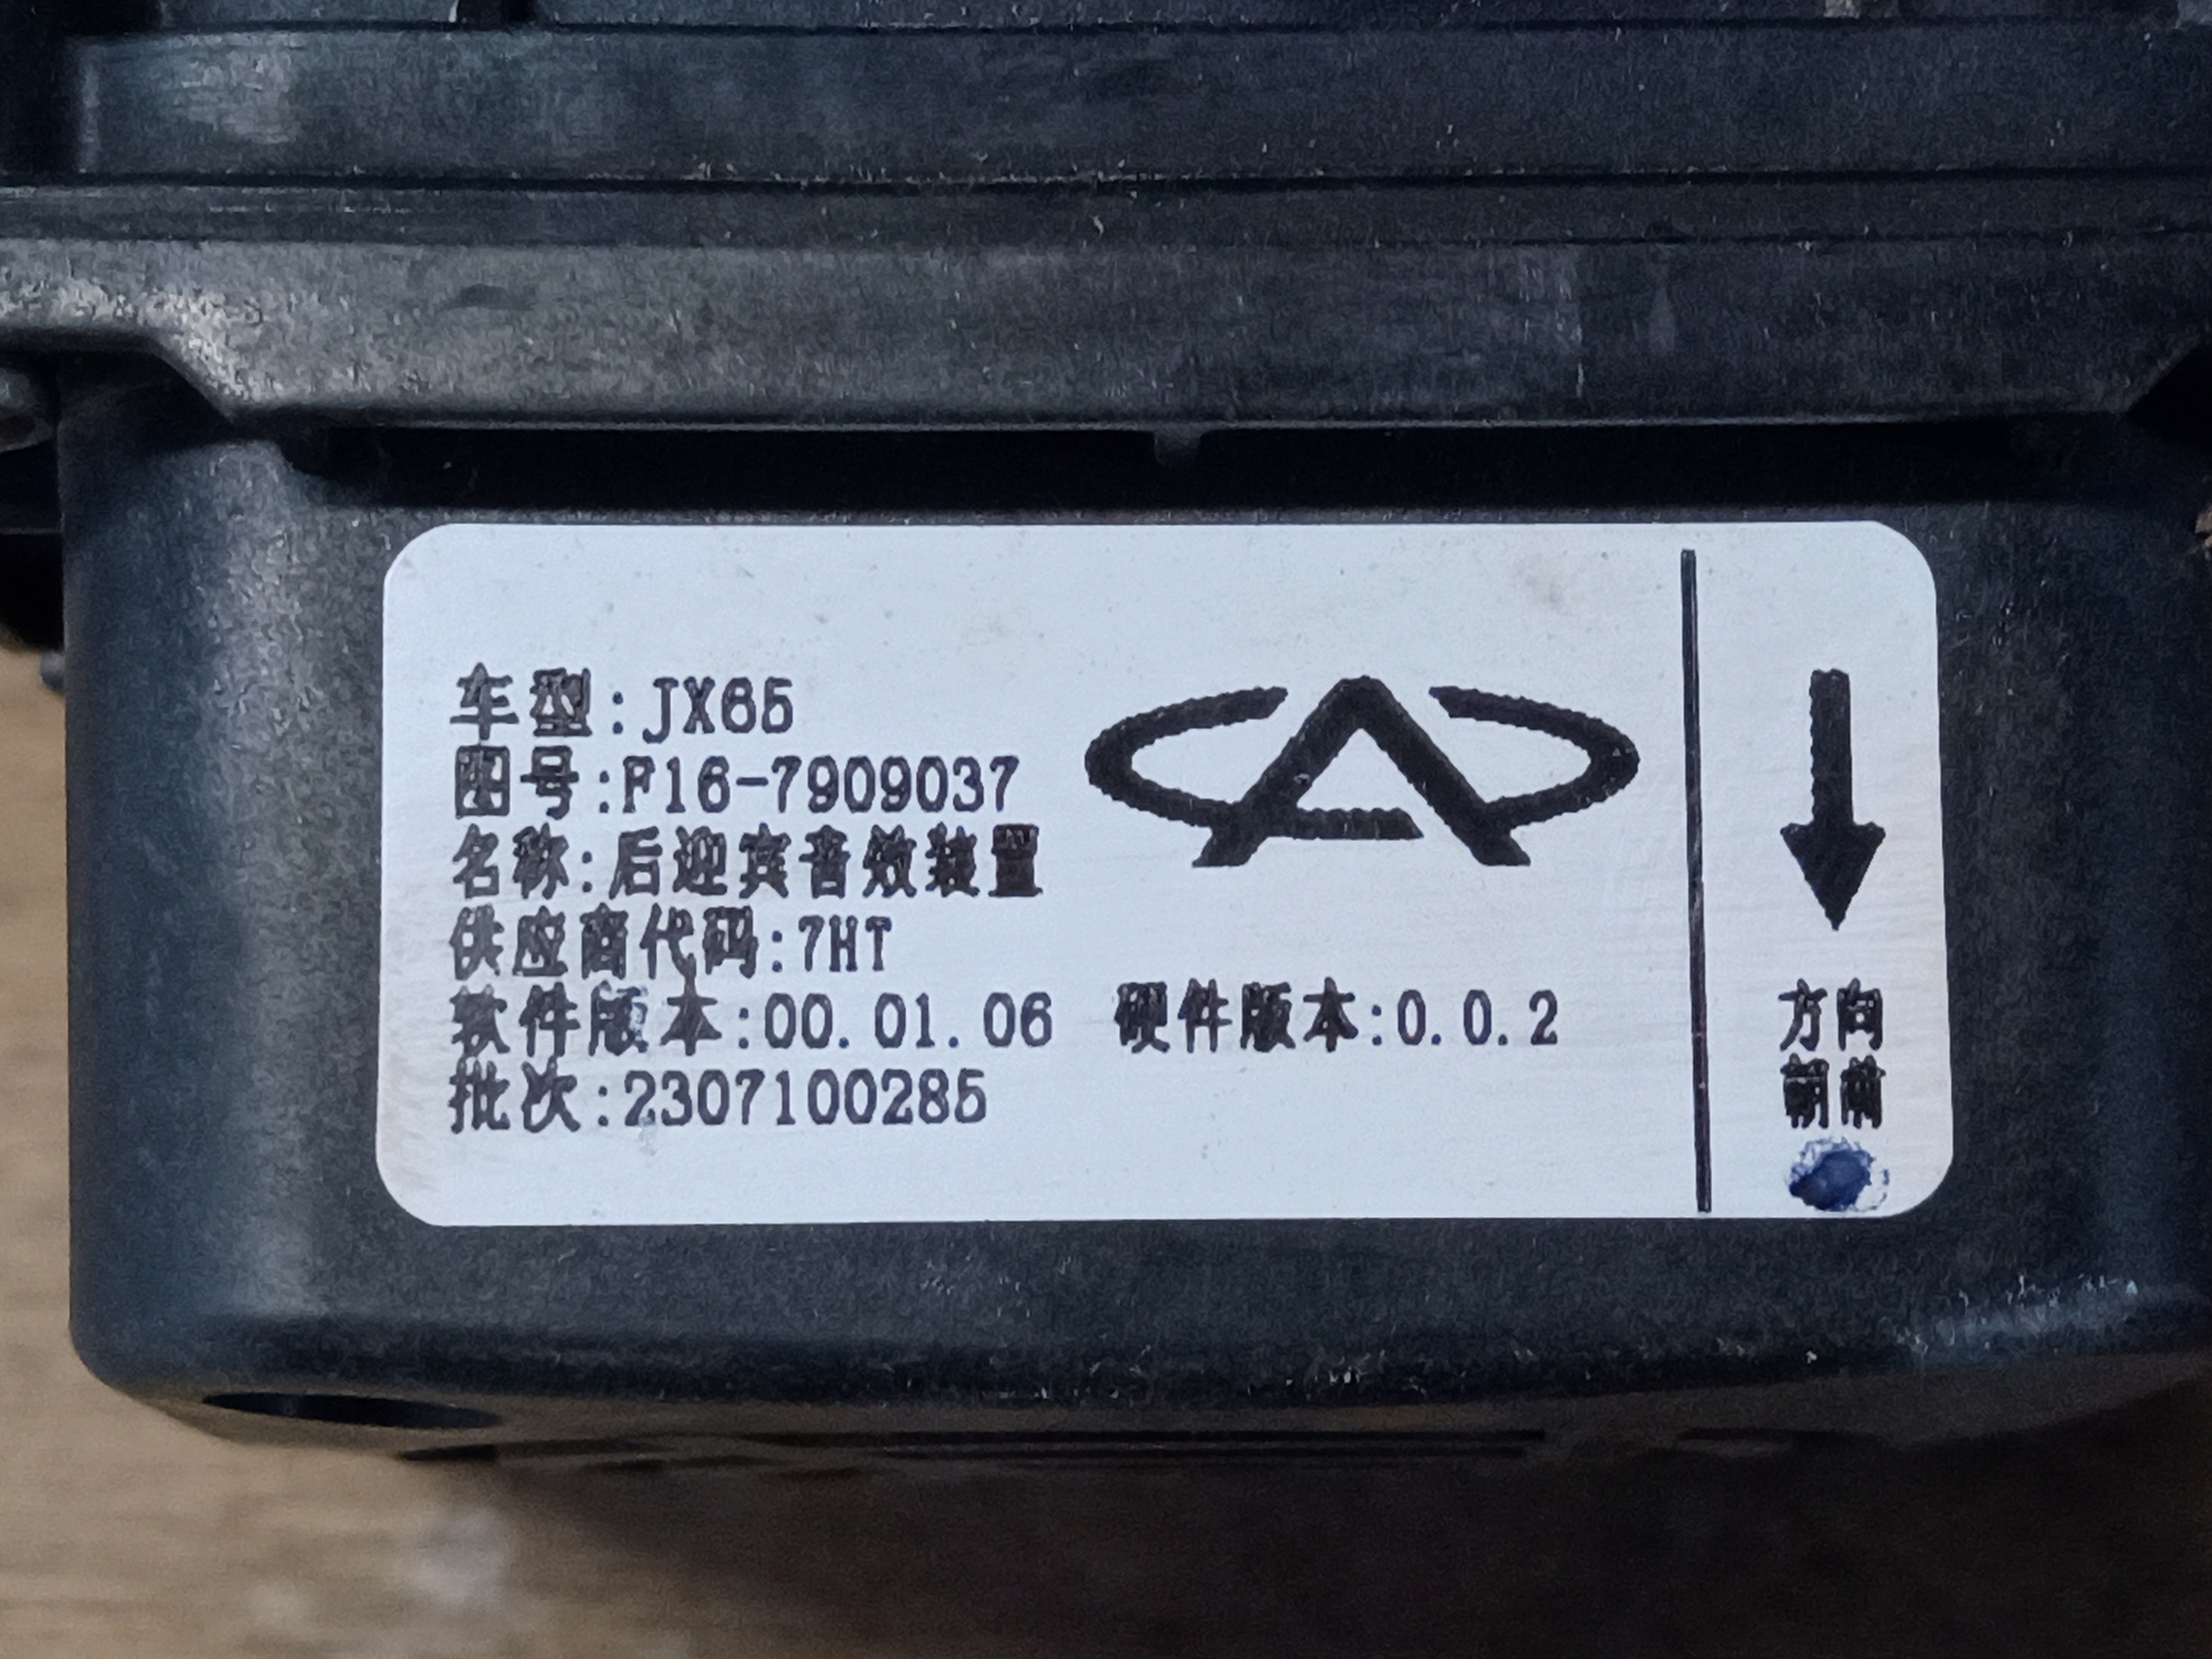 车型:JX65
图号:F16-7909037
名称:后迎宾音效装置
供应商代码:7HT
软件版本:00.01.06 硬件版本:0.0.2
批次:2307100285
方向
朝前